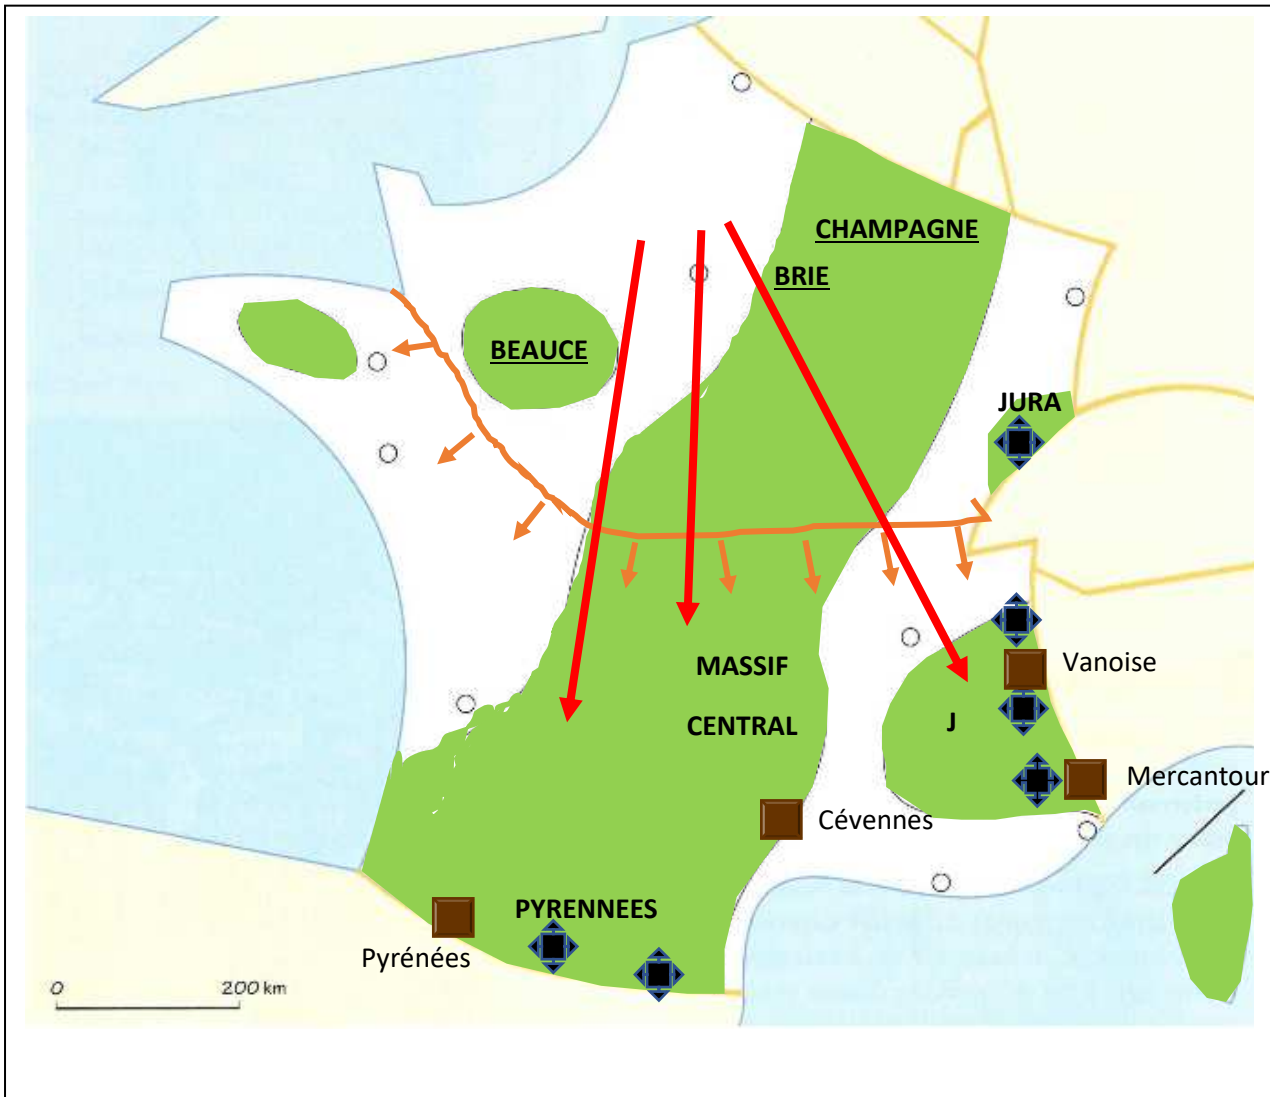 CHAMPAGNE
BRIE
BEAUCE
JURA
MASSIF
Vanoise
CENTRAL
J
Mercantour
Cévennes
PYRENNEES
Pyrénées
0 200 km